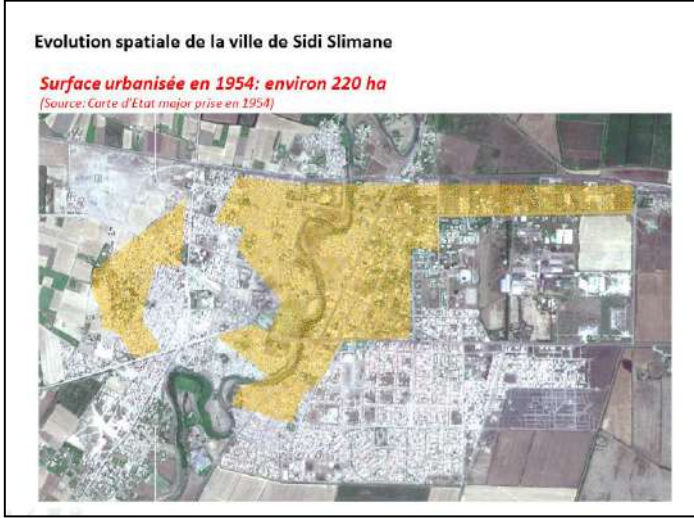 Evolution spatiale de la ville de Sidi Slimane
Surface urbanisée en 1954: environ 220 ha
(Source: Carte d'Etat major prise en 1954)